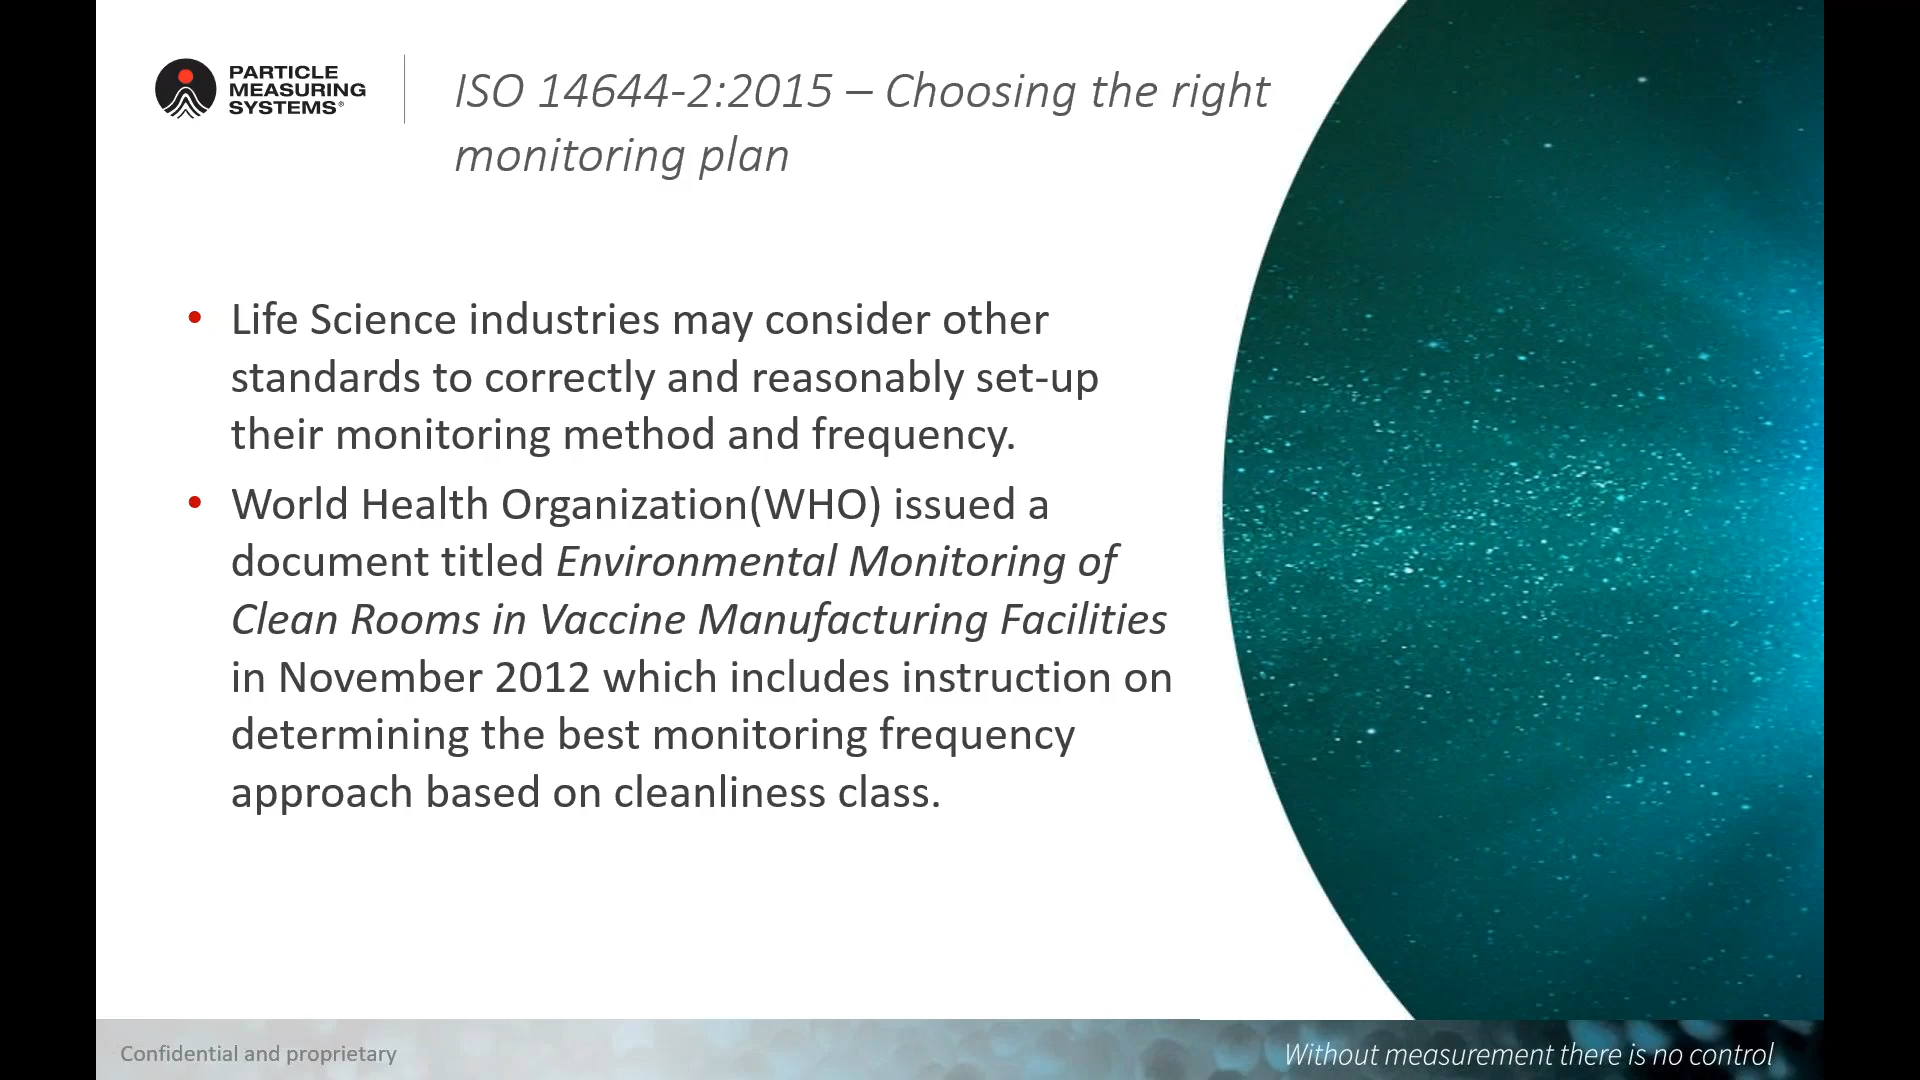 PARTICLE
MEASURING
SYSTEMS®
ISO 14644-2:2015 – Choosing the right
monitoring plan
• Life Science industries may consider other
standards to correctly and reasonably set-up
their monitoring method and frequency.
• World Health Organization(WHO) issued a
document titled Environmental Monitoring of
Clean Rooms in Vaccine Manufacturing Facilities
in November 2012 which includes instruction on
determining the best monitoring frequency
approach based on cleanliness class.
Confidential and proprietary
Without measurement there is no control